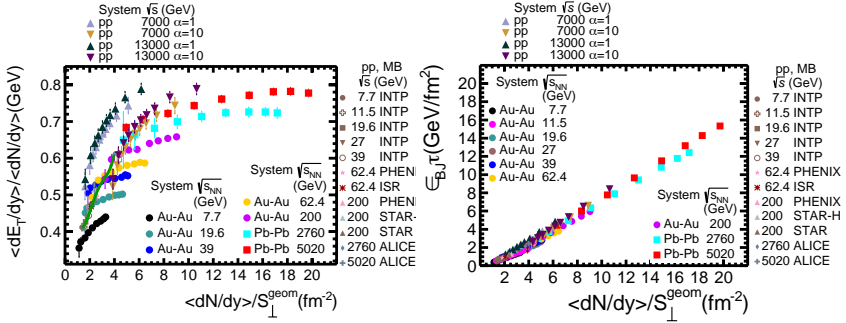 System √s
pp 7000 α=1
pp 7000 α=10
pp 13000 α=1
pp 13000 α=10
<dE_T/dy>/<dN/dy>(GeV)
0.8
0.7
0.6
0.5
0.4
0 2 4 6 8 10 12 14 16 18 20
<dN/dy>/S_⊥^geom(fm^-2)
System √s_NN (GeV)
Au-Au 7.7
Au-Au 19.6
Au-Au 39
System √s_NN (GeV)
Au-Au 62.4
Au-Au 200
Pb-Pb 2760
Pb-Pb 5020
pp, MB
√s (GeV)
7.7 INTP
11.5 INTP
19.6 INTP
27 INTP
39 INTP
62.4 PHENI
62.4 ISR
200 PHENI
200 STAR-
200 STAR
2760 ALICE
5020 ALICE
System √s
pp 7000 α=1
pp 7000 α=10
pp 13000 α=1
pp 13000 α=10
∈_BJ τ(GeV/fm²)
20
18
16
14
12
10
8
6
4
2
0
0 2 4 6 8 10 12 14 16 18 20
<dN/dy>/S_⊥^geom(fm^-2)
System √s_NN (GeV)
Au-Au 7.7
Au-Au 11.5
Au-Au 19.6
Au-Au 27
Au-Au 39
Au-Au 62.4
System √s_NN (GeV)
Au-Au 200
Pb-Pb 2760
Pb-Pb 5020
pp, MB
√s (GeV)
7.7 INTP
11.5 INTP
19.6 INTP
27 INTP
39 INTP
62.4 PHENIX
62.4 ISR
200 PHENIX
200 STAR-H
200 STAR
2760 ALICE
5020 ALICE